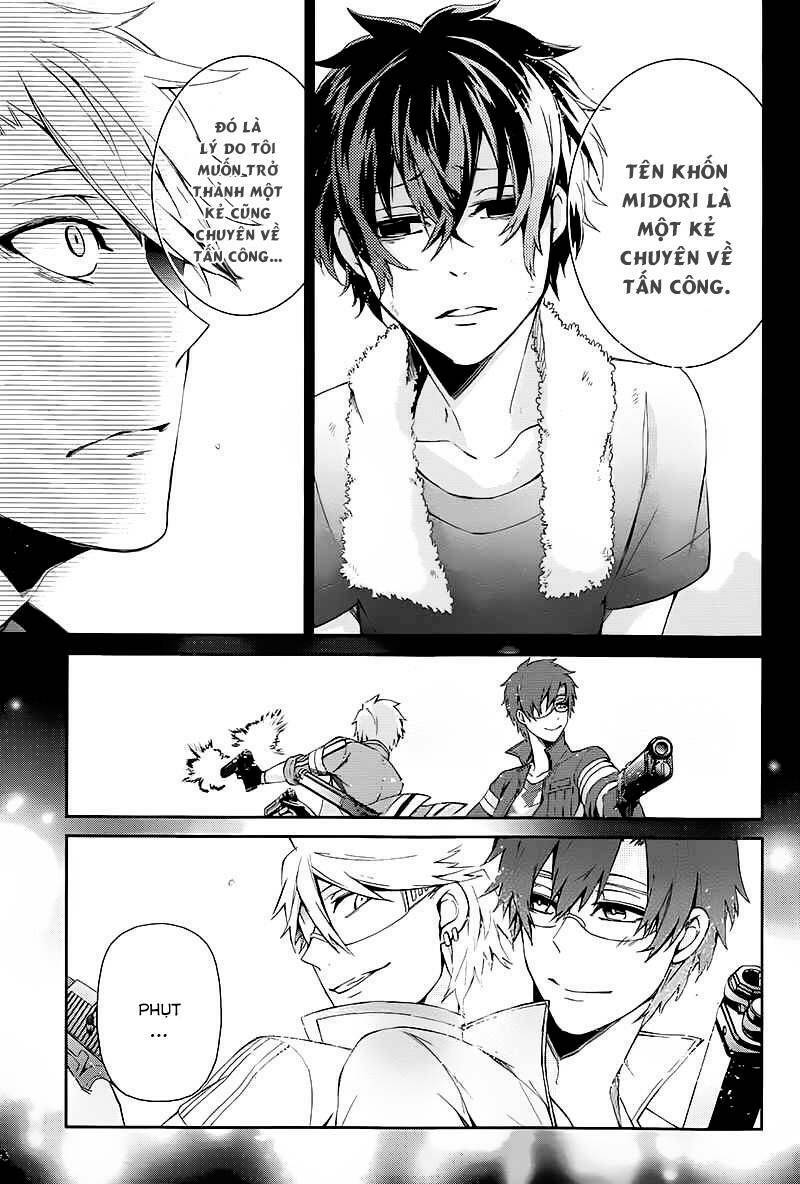 TÊN KHỐN
MIDORI LÀ
MỘT KẺ
CHUYÊN VỀ
TẤN CÔNG.
ĐÓ LÀ
LÝ DO TÔI
MUỐN TRỞ
THÀNH MỘT
KẺ CŨNG
CHUYÊN VỀ
TẤN CÔNG...
PHỤT
...